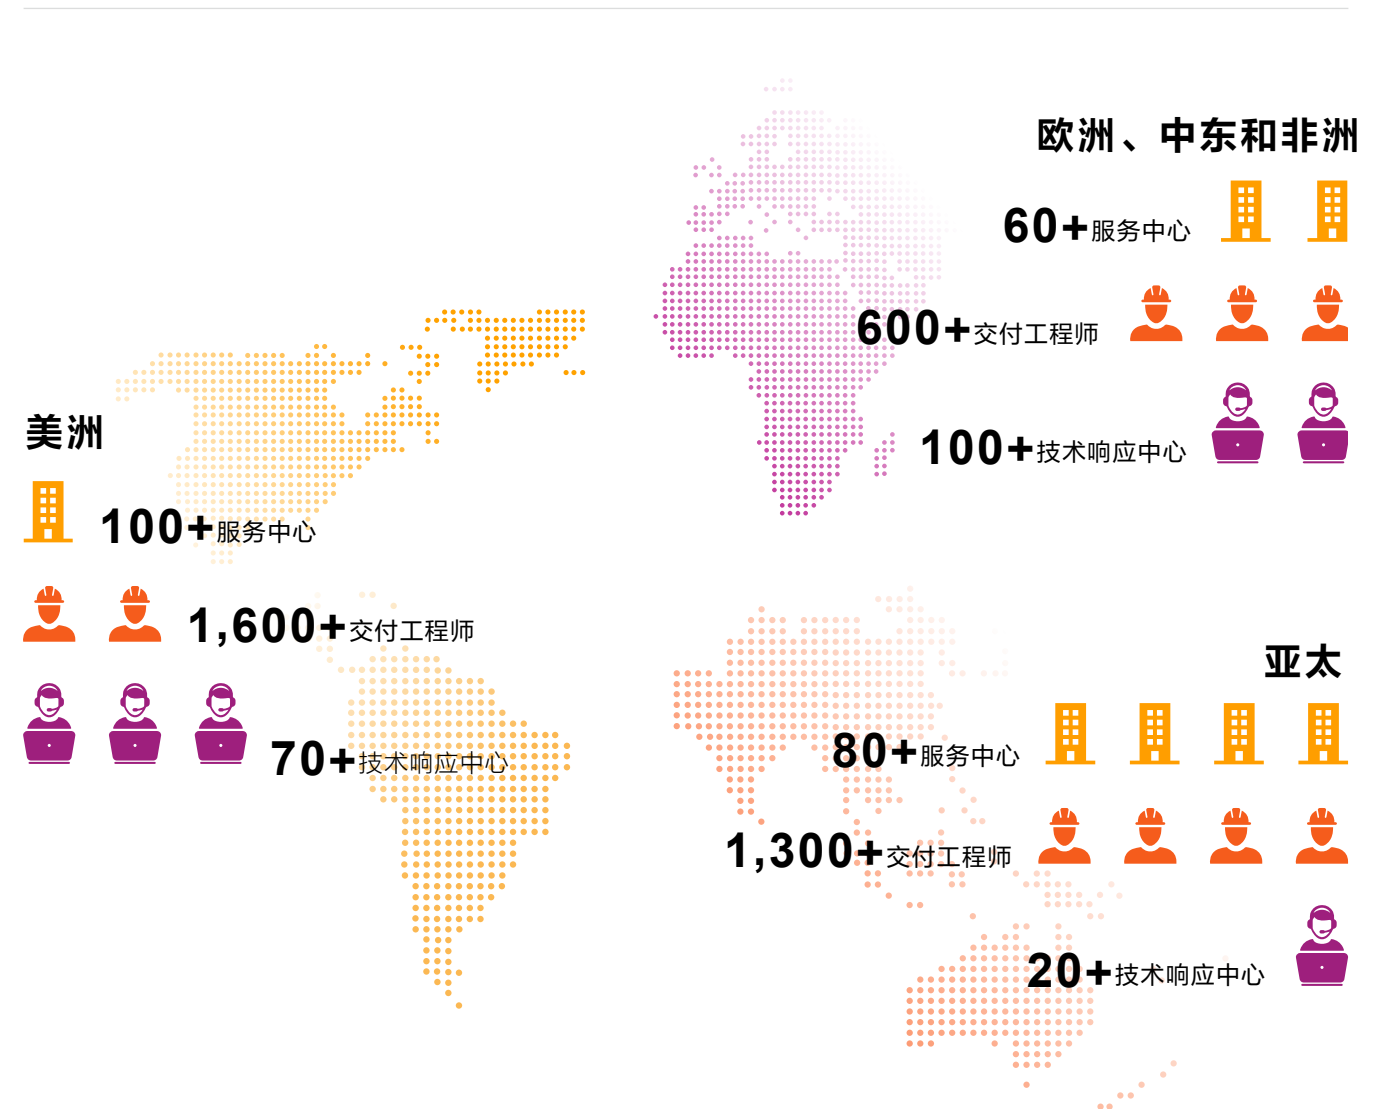 欧洲、中东和非洲
60+服务中心
600+交付工程师
100+技术响应中心
美洲
100+服务中心
1,600+交付工程师
70+技术响应中心
亚太
80+服务中心
1,300+交付工程师
20+技术响应中心